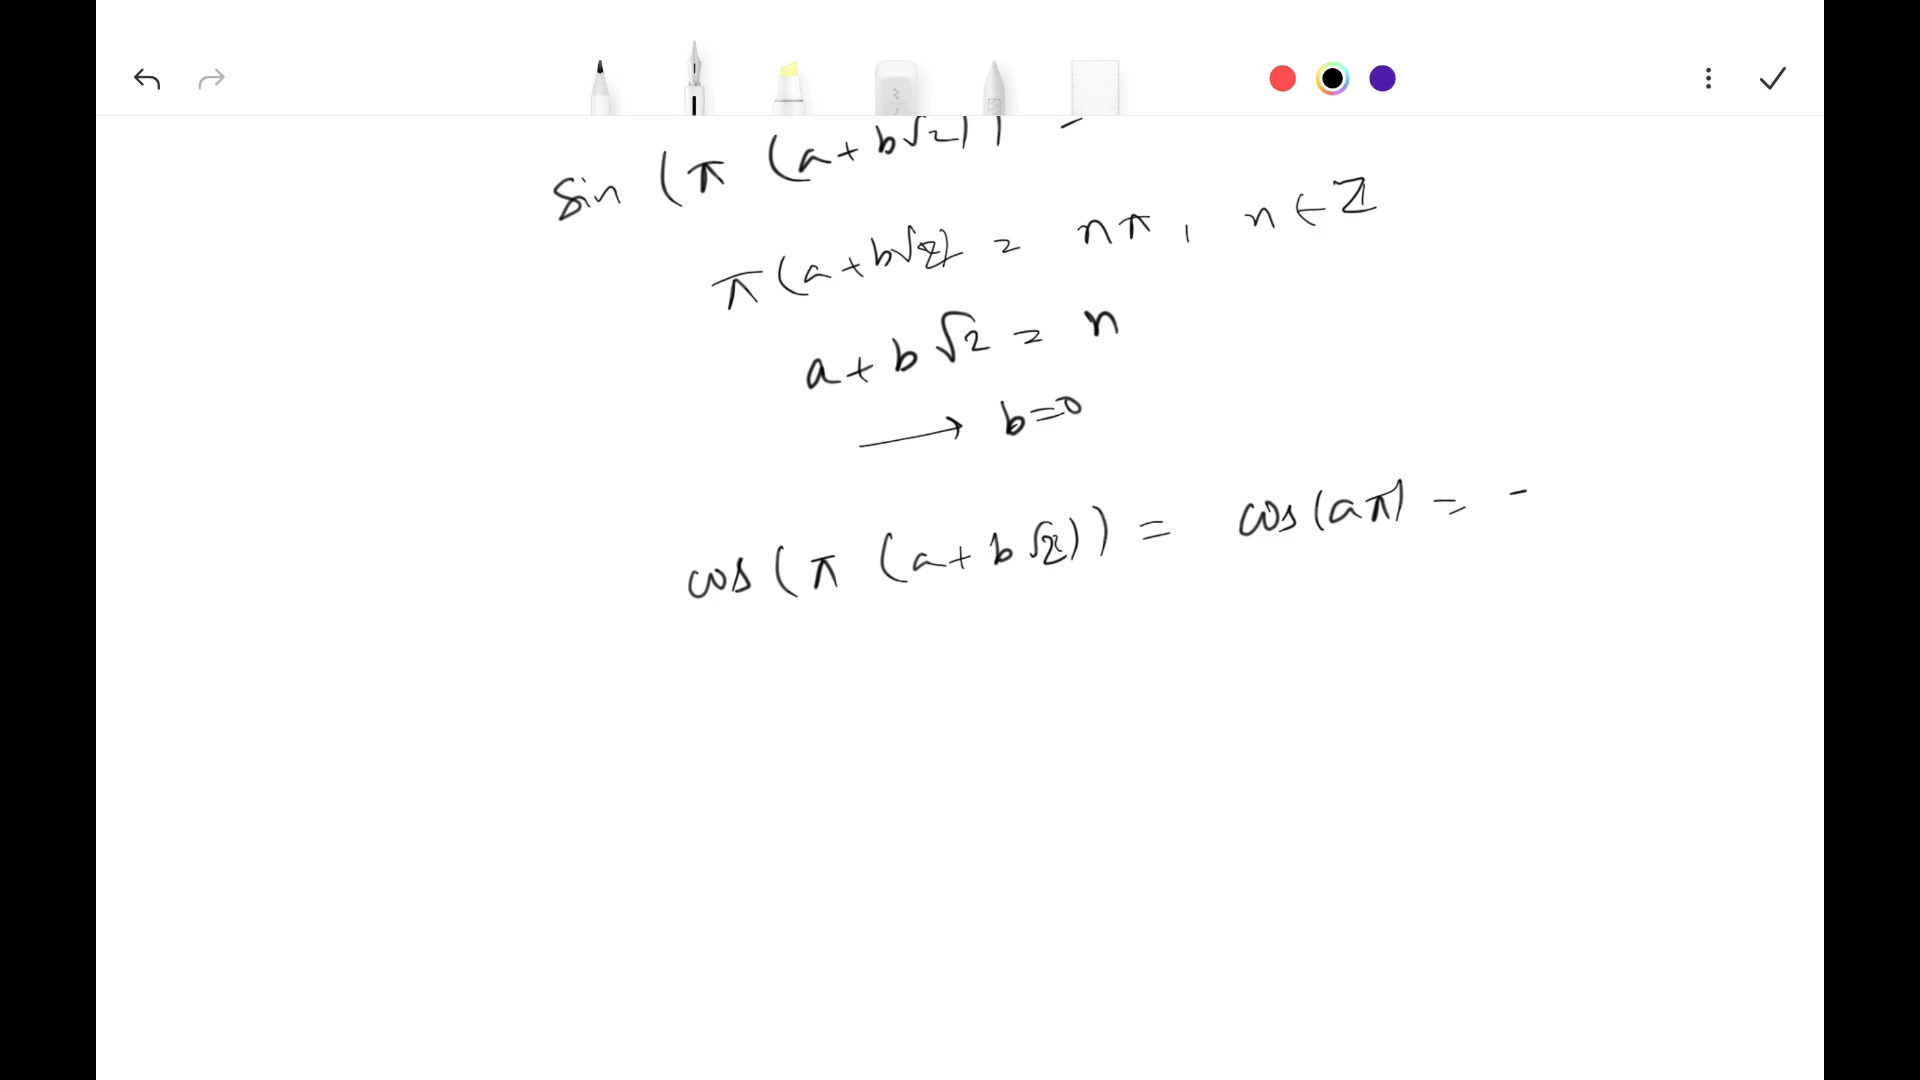 sin (π (a+b√2)) =
π(a+b√2) = nπ, n∈Z
a+b√2 = n
→ b=0
cos(π (a+b√2)) = cos(aπ) = -